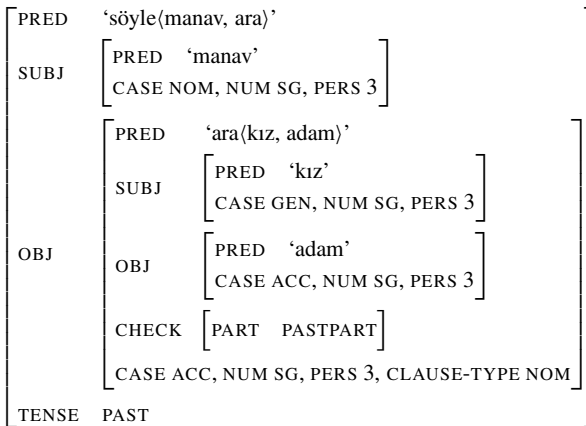 PRED ‘söyle⟨manav, ara⟩’
SUBJ
PRED ‘manav’
CASE NOM, NUM SG, PERS 3
OBJ
PRED ‘ara⟨kız, adam⟩’
SUBJ
PRED ‘kız’
CASE GEN, NUM SG, PERS 3
OBJ
PRED ‘adam’
CASE ACC, NUM SG, PERS 3
CHECK [PART PASTPART]
CASE ACC, NUM SG, PERS 3, CLAUSE-TYPE NOM
TENSE PAST